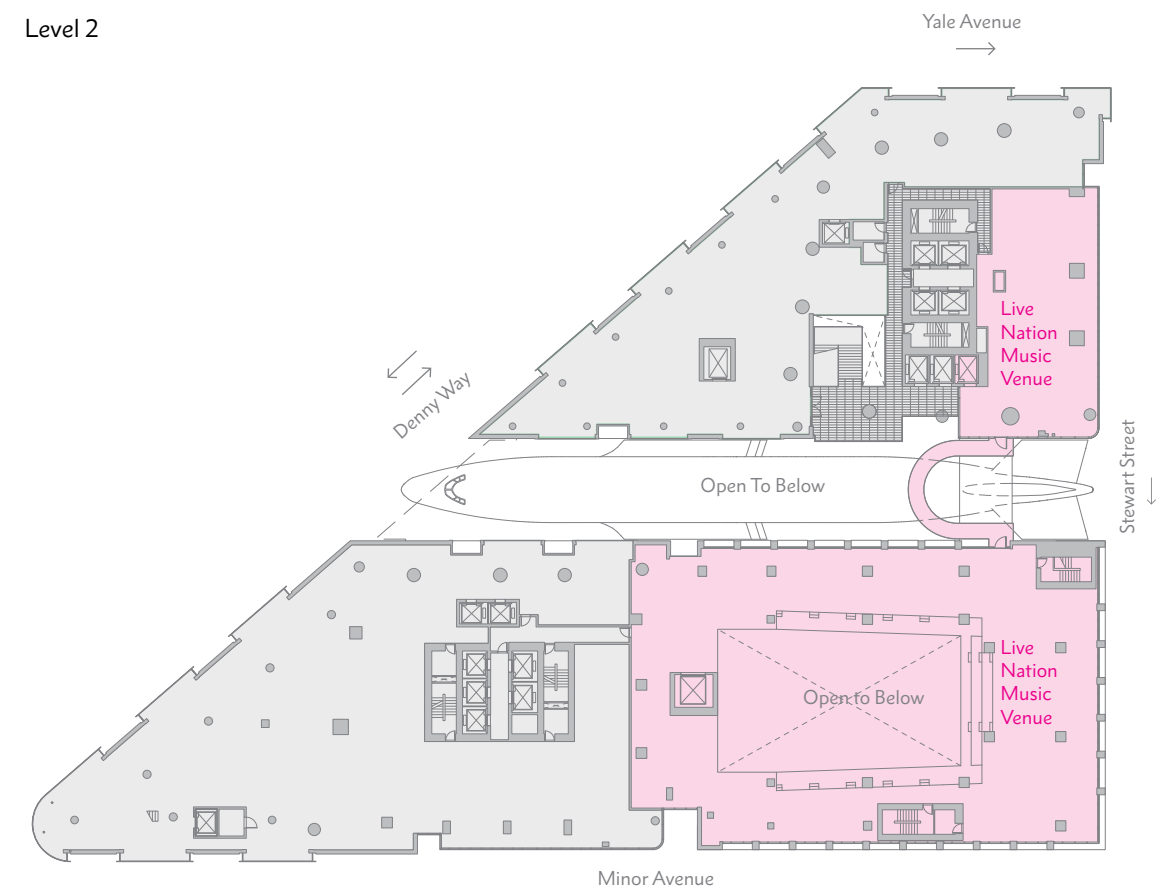 Level 2
Yale Avenue
Live
Nation
Music
Venue
Denny Way
Stewart Street
Open To Below
Live
Nation
Music
Venue
Open to Below
Minor Avenue